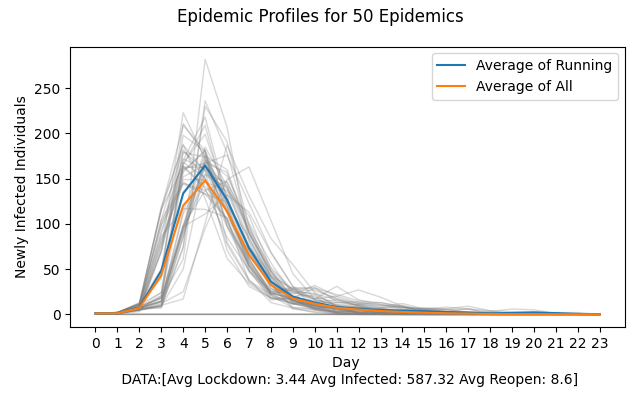 Epidemic Profiles for 50 Epidemics
Average of Running
Average of All
Newly Infected Individuals
250
200
150
100
50
0
0 1 2 3 4 5 6 7 8 9 10 11 12 13 14 15 16 17 18 19 20 21 22 23
Day
DATA:[Avg Lockdown: 3.44 Avg Infected: 587.32 Avg Reopen: 8.6]